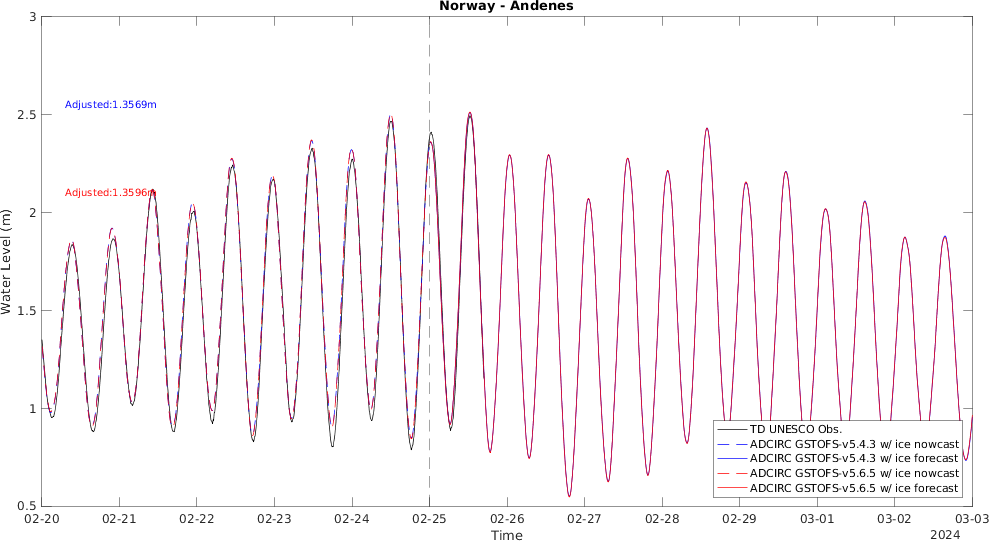 Norway - Andenes
3
2.5
2
1.5
1
0.5
Water Level (m)
Adjusted:1.3569m
Adjusted:1.3596m
TD UNESCO Obs.
ADCIRC GSTOFS-v5.4.3 w/ ice nowcast
ADCIRC GSTOFS-v5.4.3 w/ ice forecast
ADCIRC GSTOFS-v5.6.5 w/ ice nowcast
ADCIRC GSTOFS-v5.6.5 w/ ice forecast
02-20 02-21 02-22 02-23 02-24 02-25 02-26 02-27 02-28 02-29 03-01 03-02 03-03
Time
2024